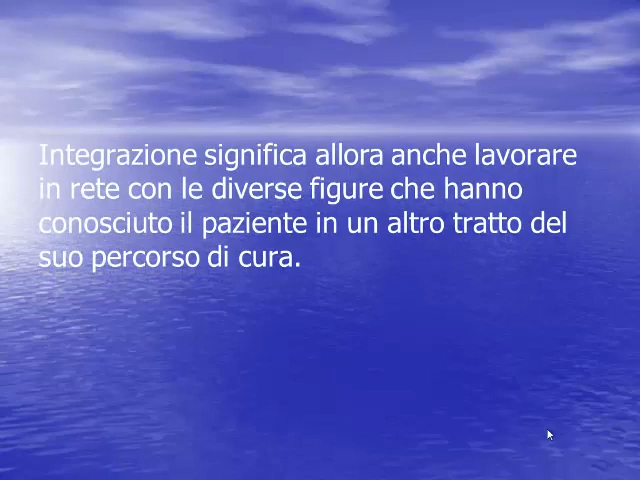 Integrazione significa allora anche lavorare
in rete con le diverse figure che hanno
conosciuto il paziente in un altro tratto del
suo percorso di cura.